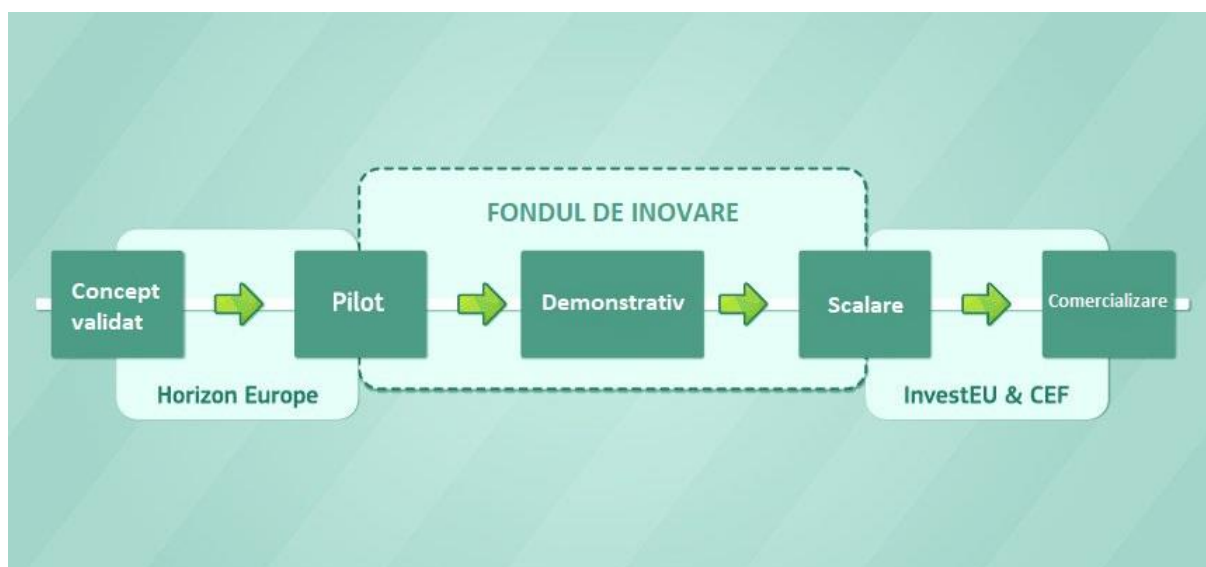 FONDUL DE INOVARE
Concept
validat
Pilot
Demonstrativ
Scalare
Comercializare
Horizon Europe
InvestEU & CEF